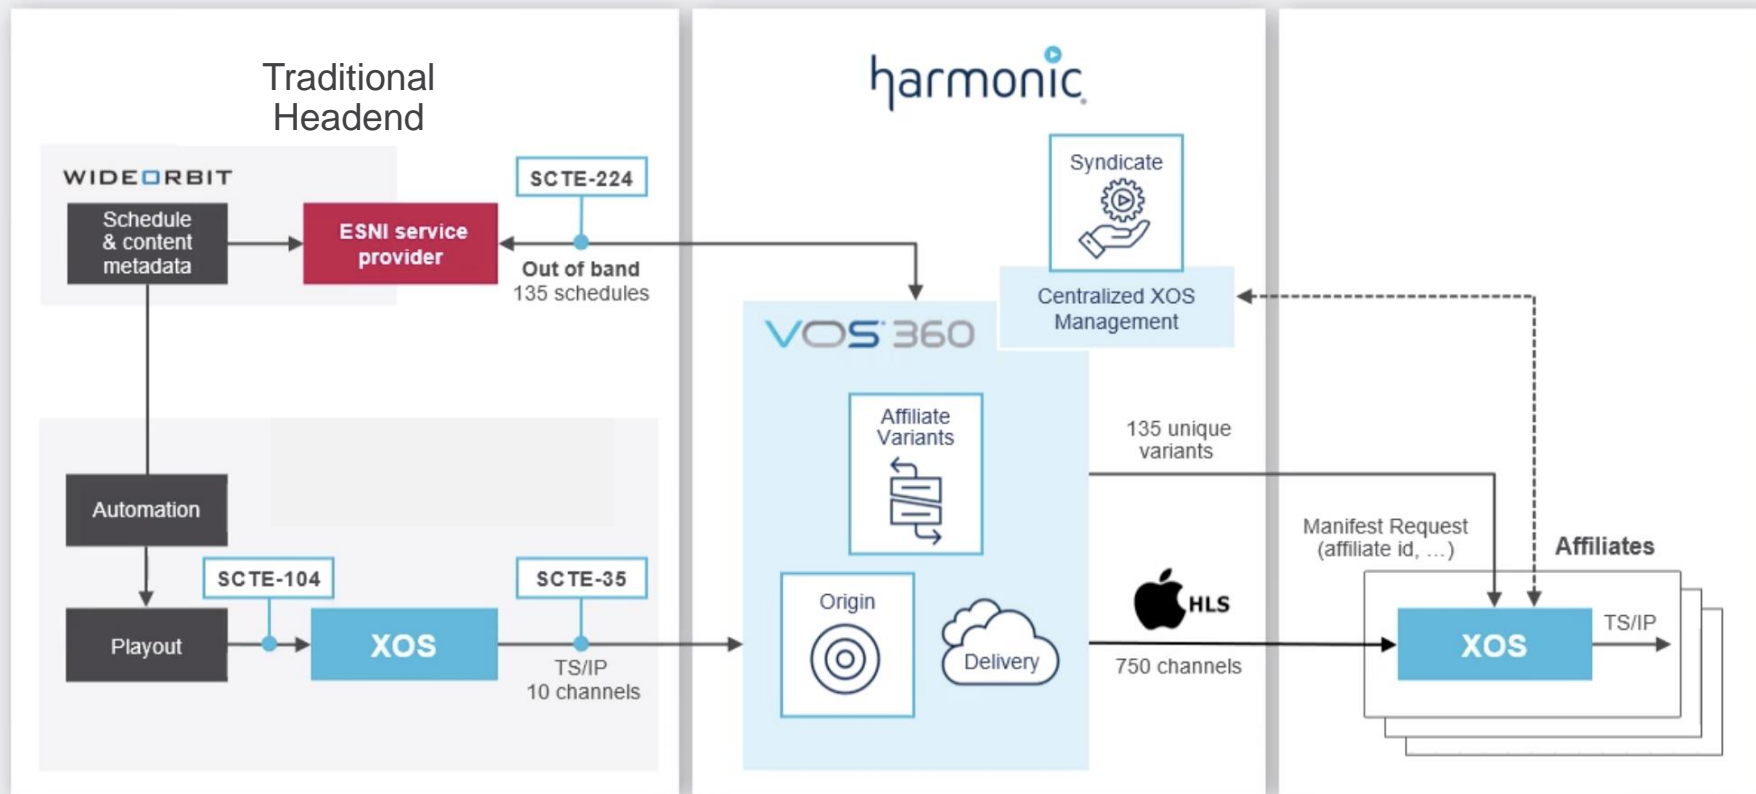 Traditional
Headend
WIDEORBIT
Schedule
& content
metadata
ESNI service
provider
SCTE-224
Out of band
135 schedules
Automation
Playout
SCTE-104
XOS
SCTE-35
TS/IP
10 channels
harmonic
Syndicate
Centralized XOS
Management
VOS 360
Affiliate
Variants
Origin
Delivery
135 unique
variants
HLS
750 channels
Manifest Request
(affiliate id, ...)
Affiliates
XOS
TS/IP